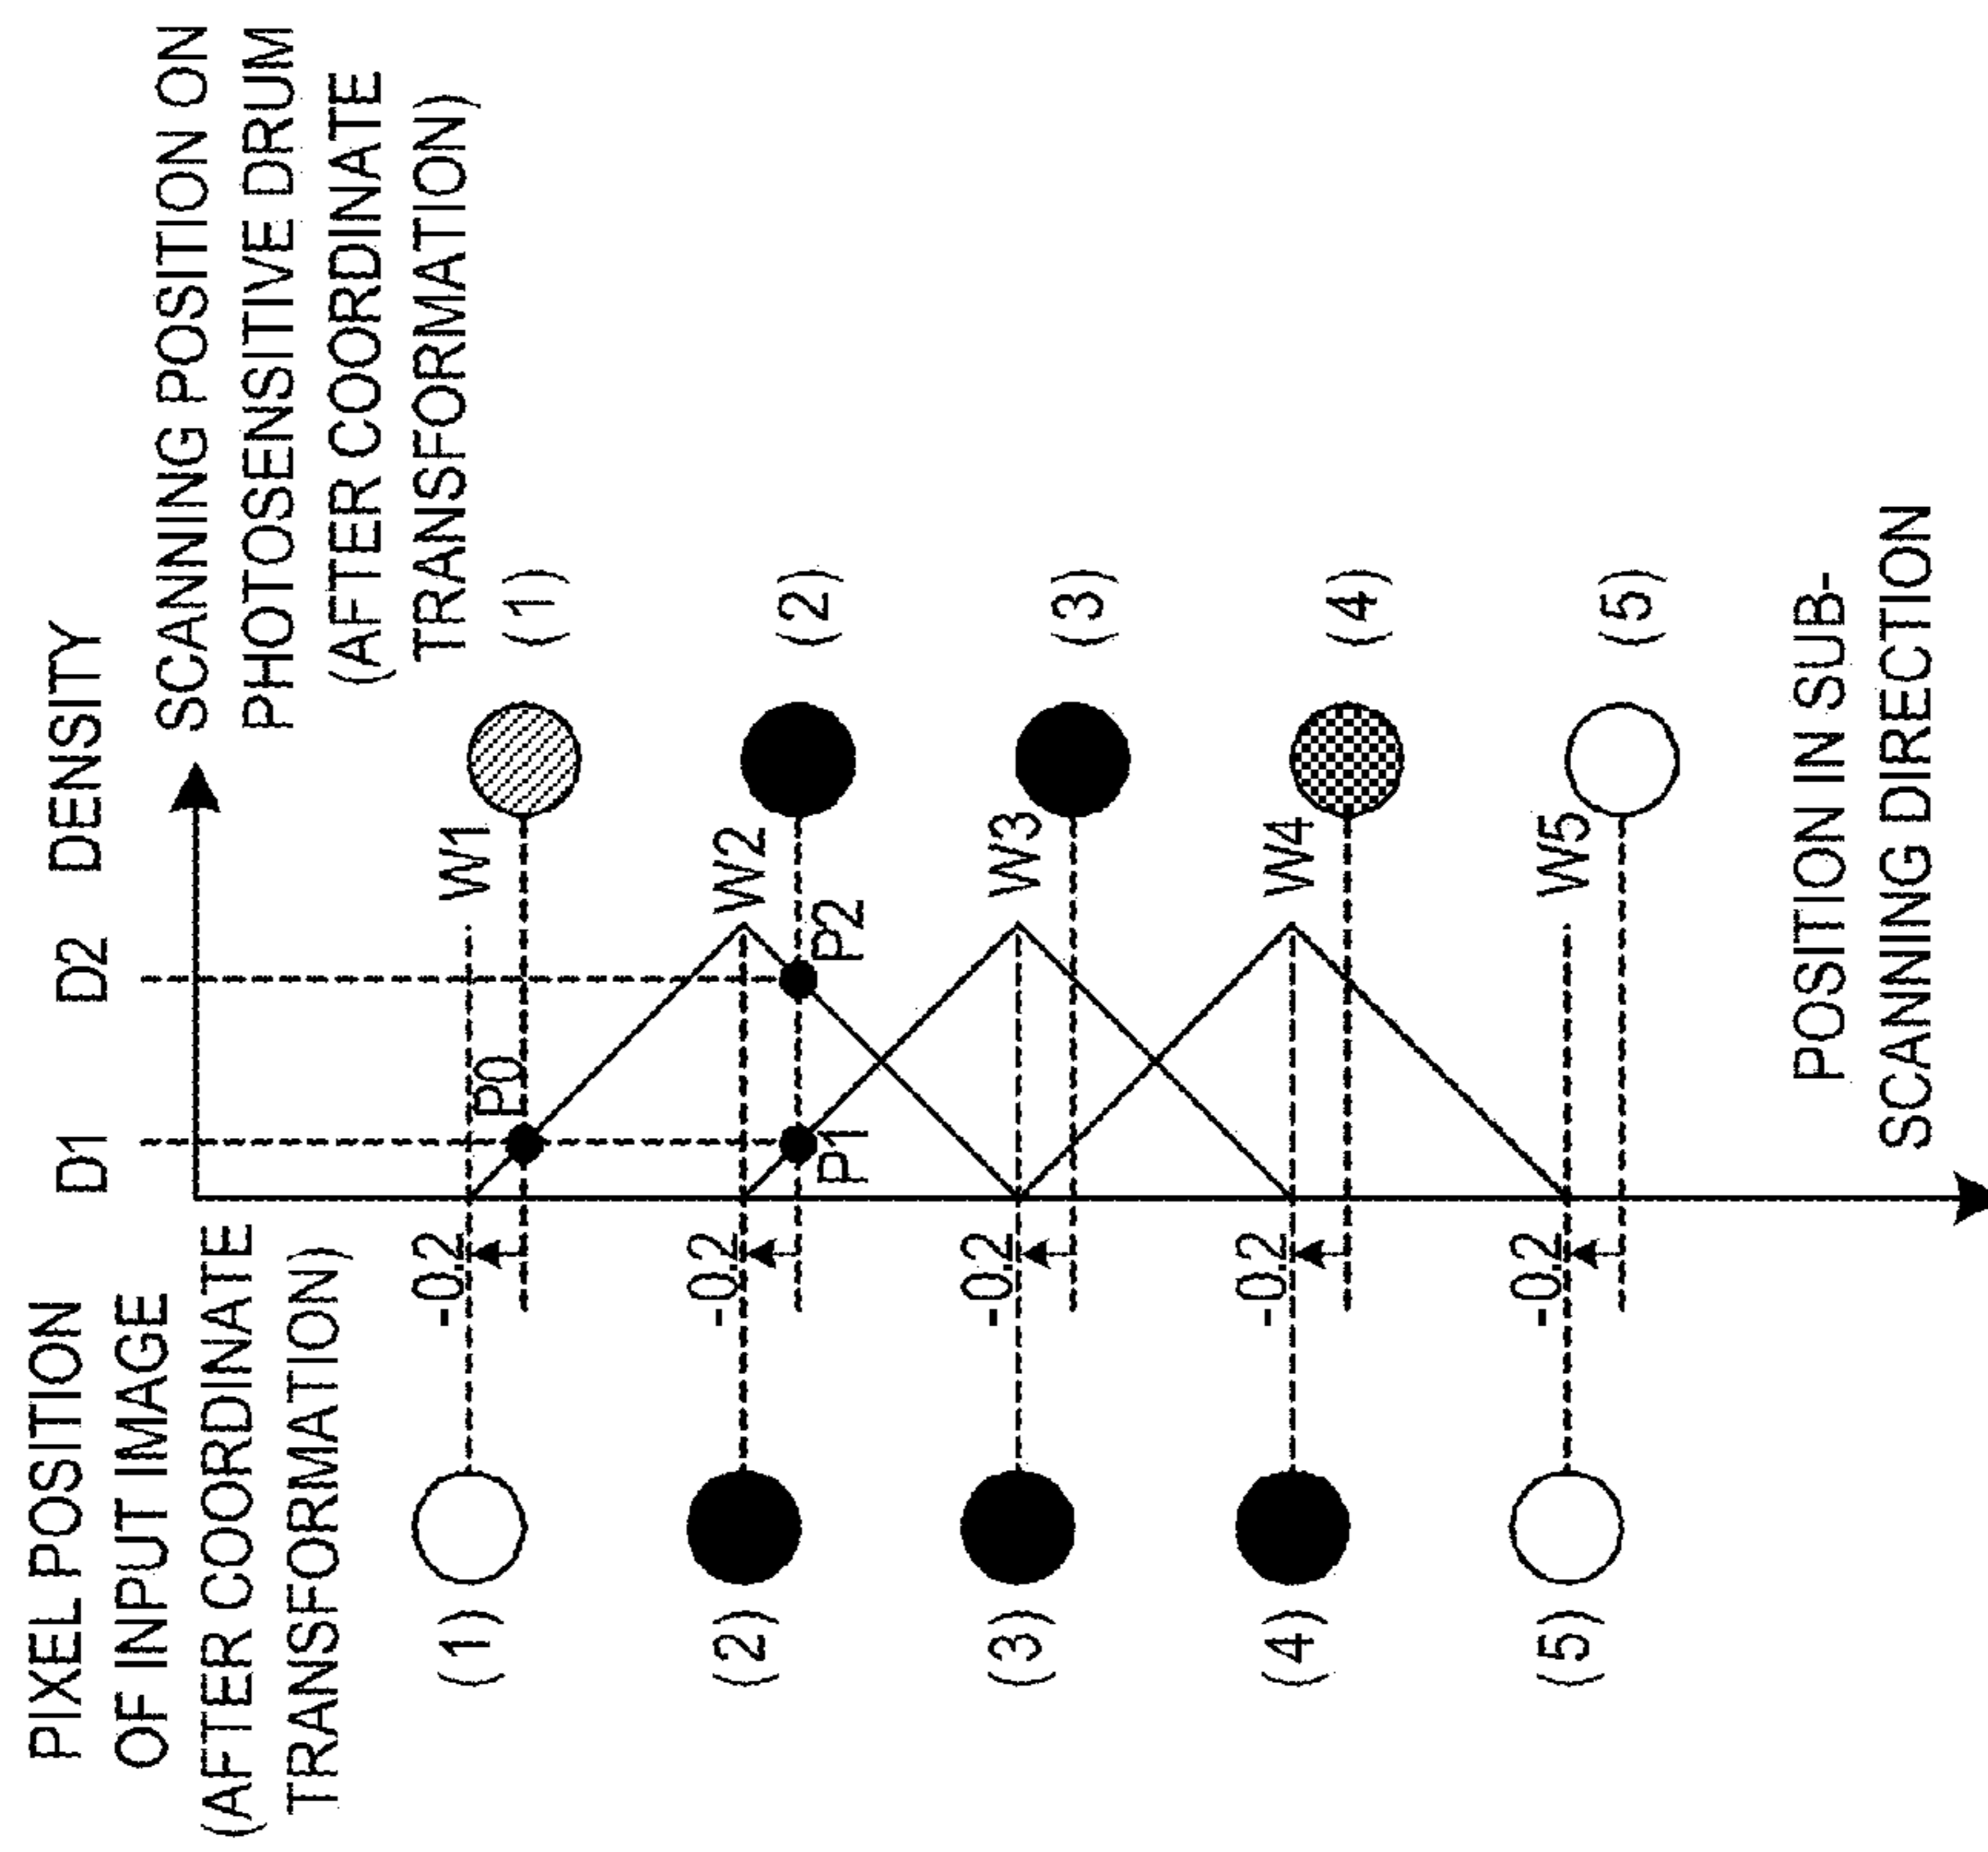 PIXEL POSITION
OF INPUT IMAGE
(AFTER COORDINATE
TRANSFORMATION)
D1
D2
DENSITY
SCANNING POSITION ON
PHOTOSENSITIVE DRUM
(AFTER COORDINATE
TRANSFORMATION)
(1)
-0.2
P0
W1
(1)
(2)
-0.2
P1
P2
W2
(2)
(3)
-0.2
W3
(3)
(4)
-0.2
W4
(4)
(5)
-0.2
W5
(5)
POSITION IN SUB-
SCANNING DIRECTION